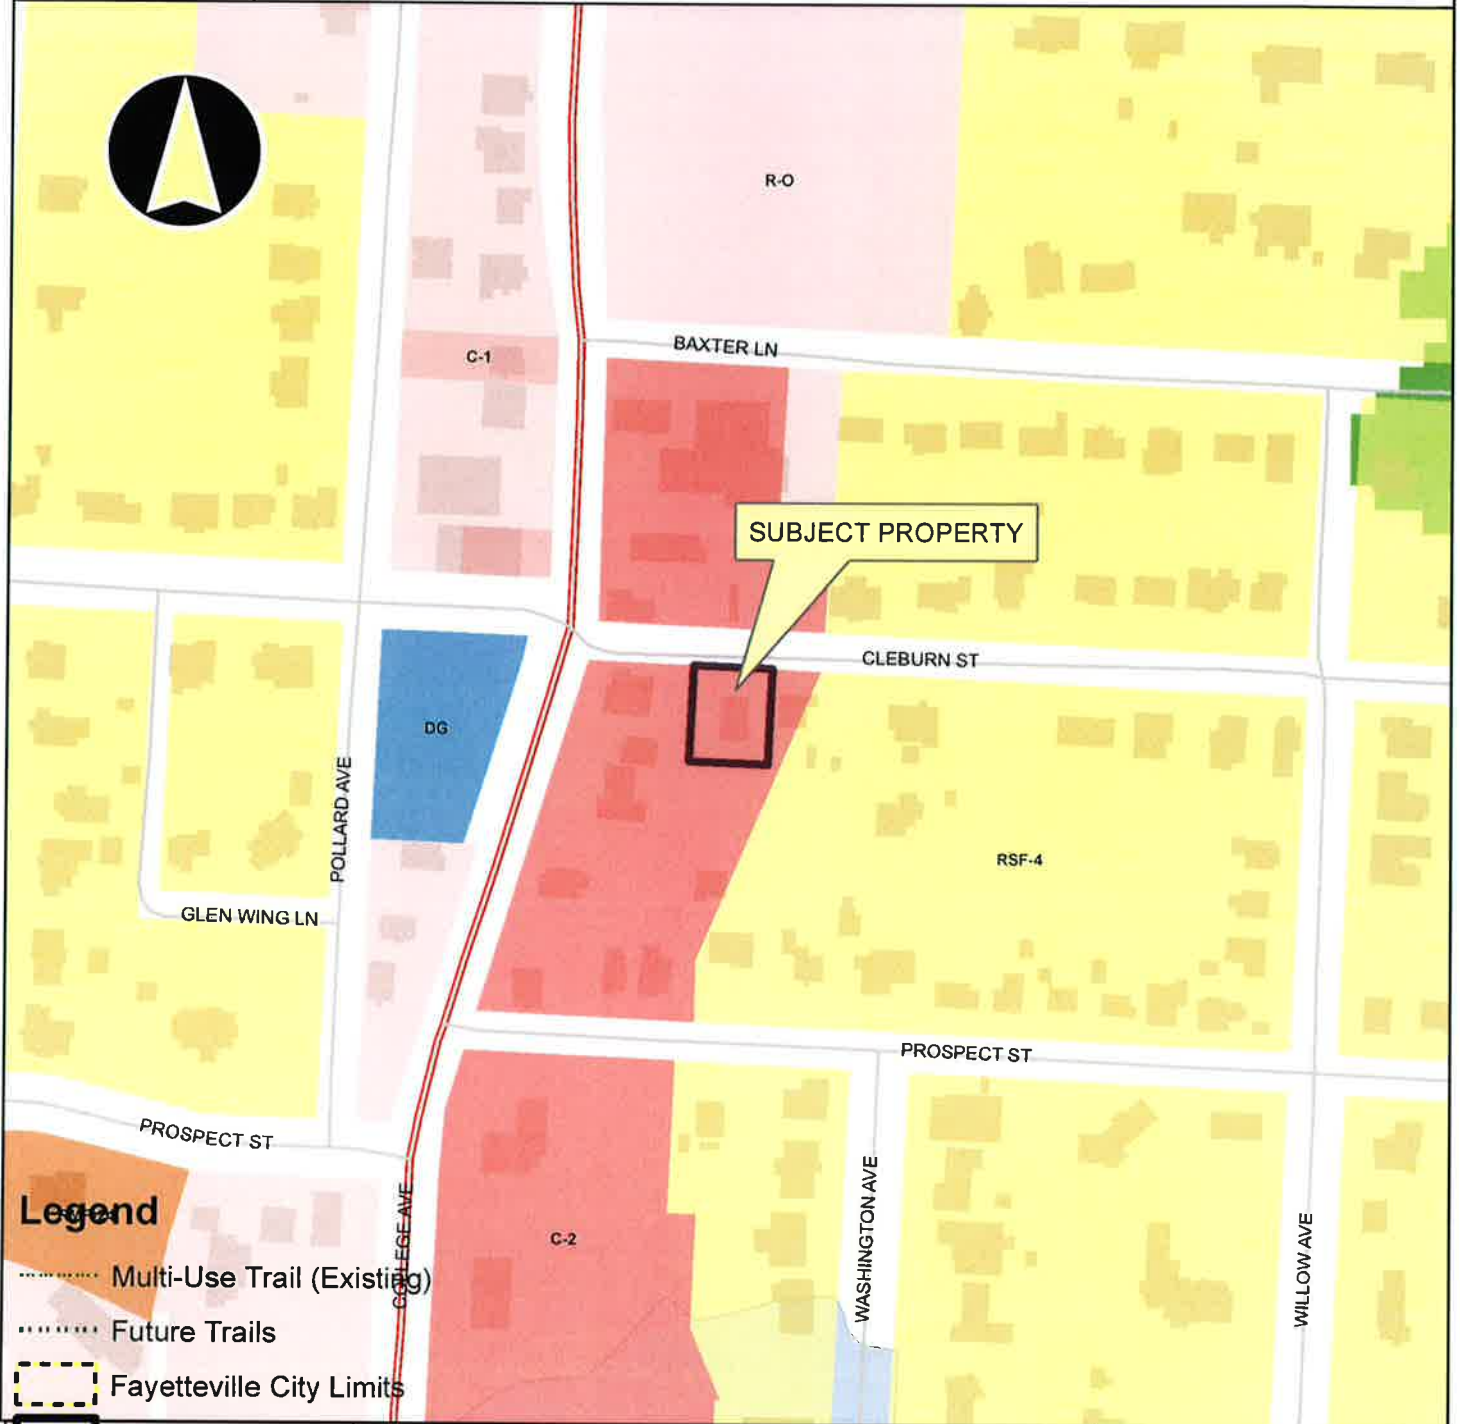 R-O
BAXTER LN
C-1
SUBJECT PROPERTY
CLEBURN ST
DG
POLLARD AVE
RSF-4
GLEN WING LN
PROSPECT ST
PROSPECT ST
COLLEGE AVE
C-2
WASHINGTON AVE
WILLOW AVE
Legend
Multi-Use Trail (Existing)
Future Trails
Fayetteville City Limits